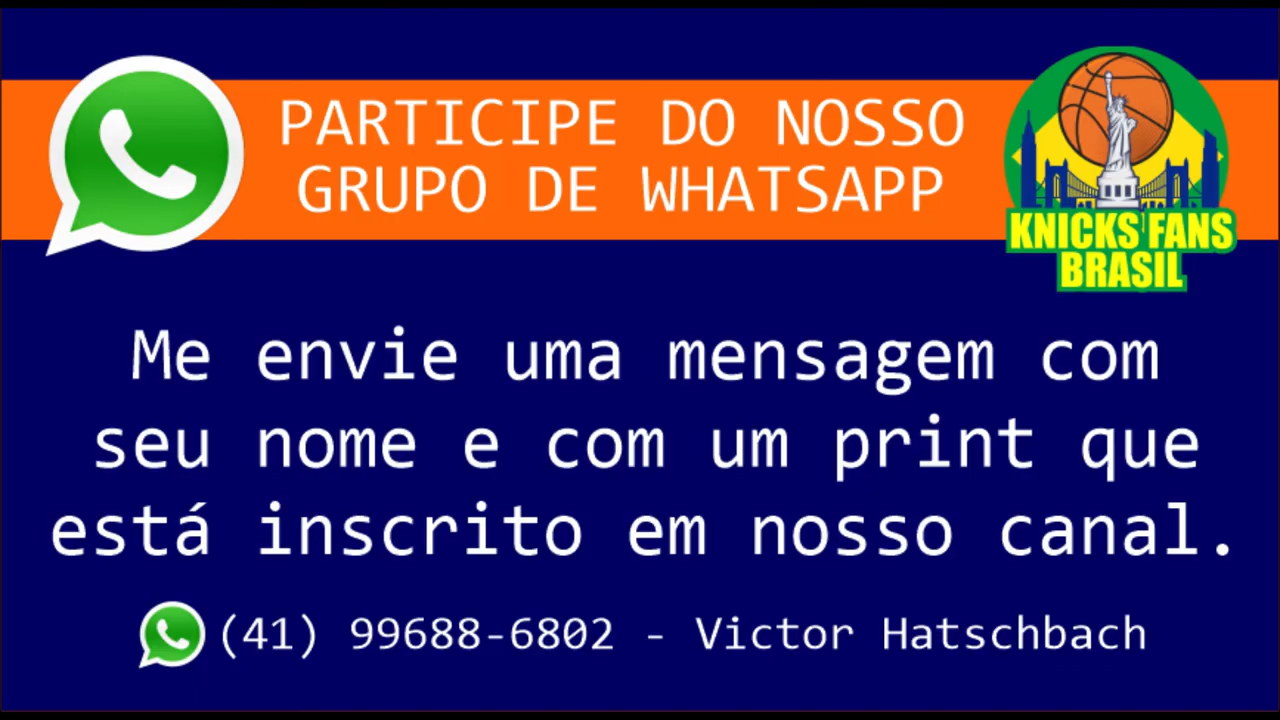 PARTICIPE DO NOSSO
GRUPO DE WHATSAPP
KNICKS FANS
BRASIL
Me envie uma mensagem com
seu nome e com um print que
está inscrito em nosso canal.
(41) 99688-6802 - Victor Hatschbach